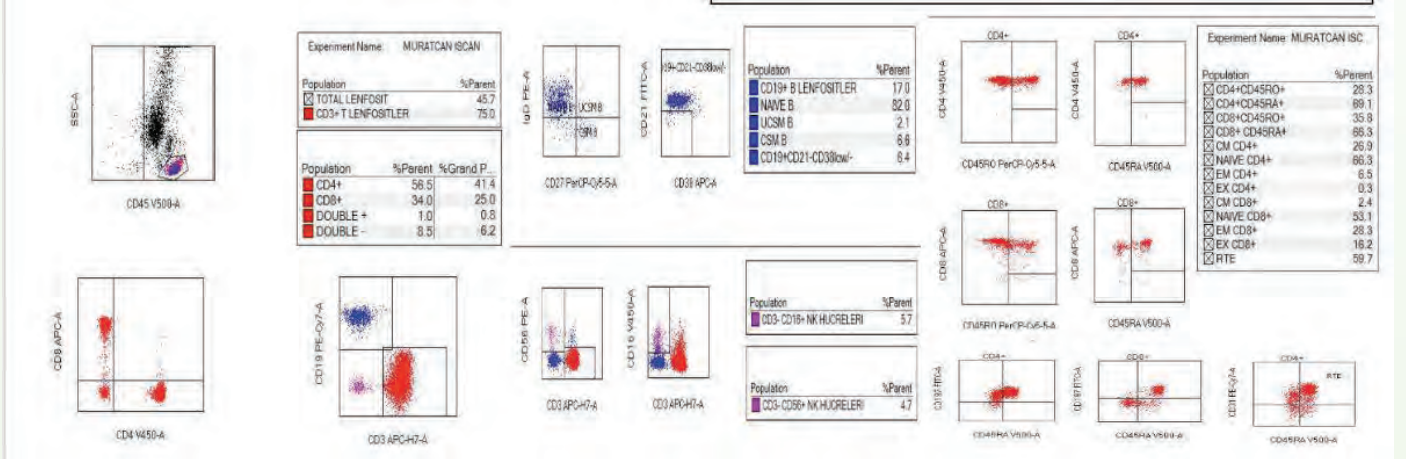 SSC-A
CD45 V500-A
Experiment Name: MURATCAN ISCAN
Population %Parent
TOTAL LENFOSIT 45.7
CD3+ T LENFOSITLER 75.0
Population %Parent %Grand P...
CD4+ 56.5 41.4
CD8+ 34.0 25.0
DOUBLE + 1.0 0.8
DOUBLE - 8.5 6.2
IgD PE-A
UCSM B
CSM B
CD27 PerCP-Cy5-5-A
CD21 FITC-A
CD38 APC-A
Population %Parent
CD19+ B LENFOSITLER 17.0
NAIVE B 82.0
UCSM B 2.1
CSM B 6.6
CD19+CD21-CD38low/- 6.4
CD4+
CD4 V450-A
CD45RO PerCP-Cy5-5-A
CD4+
CD4 V450-A
CD45RA V500-A
Experiment Name: MURATCAN ISC
Population %Parent
CD4+CD45RO+ 28.3
CD4+CD45RA+ 69.1
CD8+CD45RO+ 35.8
CD8+ CD45RA+ 66.3
CM CD4+ 26.9
NAIVE CD4+ 66.3
EM CD4+ 6.5
EX CD4+ 0.3
CM CD8+ 2.4
NAIVE CD8+ 53.1
EM CD8+ 28.3
EX CD8+ 16.2
RTE 59.7
CD8+
CD8 APC-A
CD45RO PerCP-Cy5-5-A
CD8+
CD8 APC-A
CD45RA V500-A
CD8 APC-A
CD4 V450-A
CD19 PE-Cy7-A
CD3 APC-H7-A
CD56 PE-A
CD3 APC-H7-A
CD16 V450-A
CD3 APC-H7-A
Population %Parent
CD3- CD16+ NK HUCRELERI 5.7
Population %Parent
CD3- CD56+ NK HUCRELERI 4.7
CD4+
CD197 FITC-A
CD45RA V500-A
CD8+
CD197 FITC-A
CD45RA V500-A
CD4+
RTE
CD31 PE-Cy7-A
CD45RA V500-A